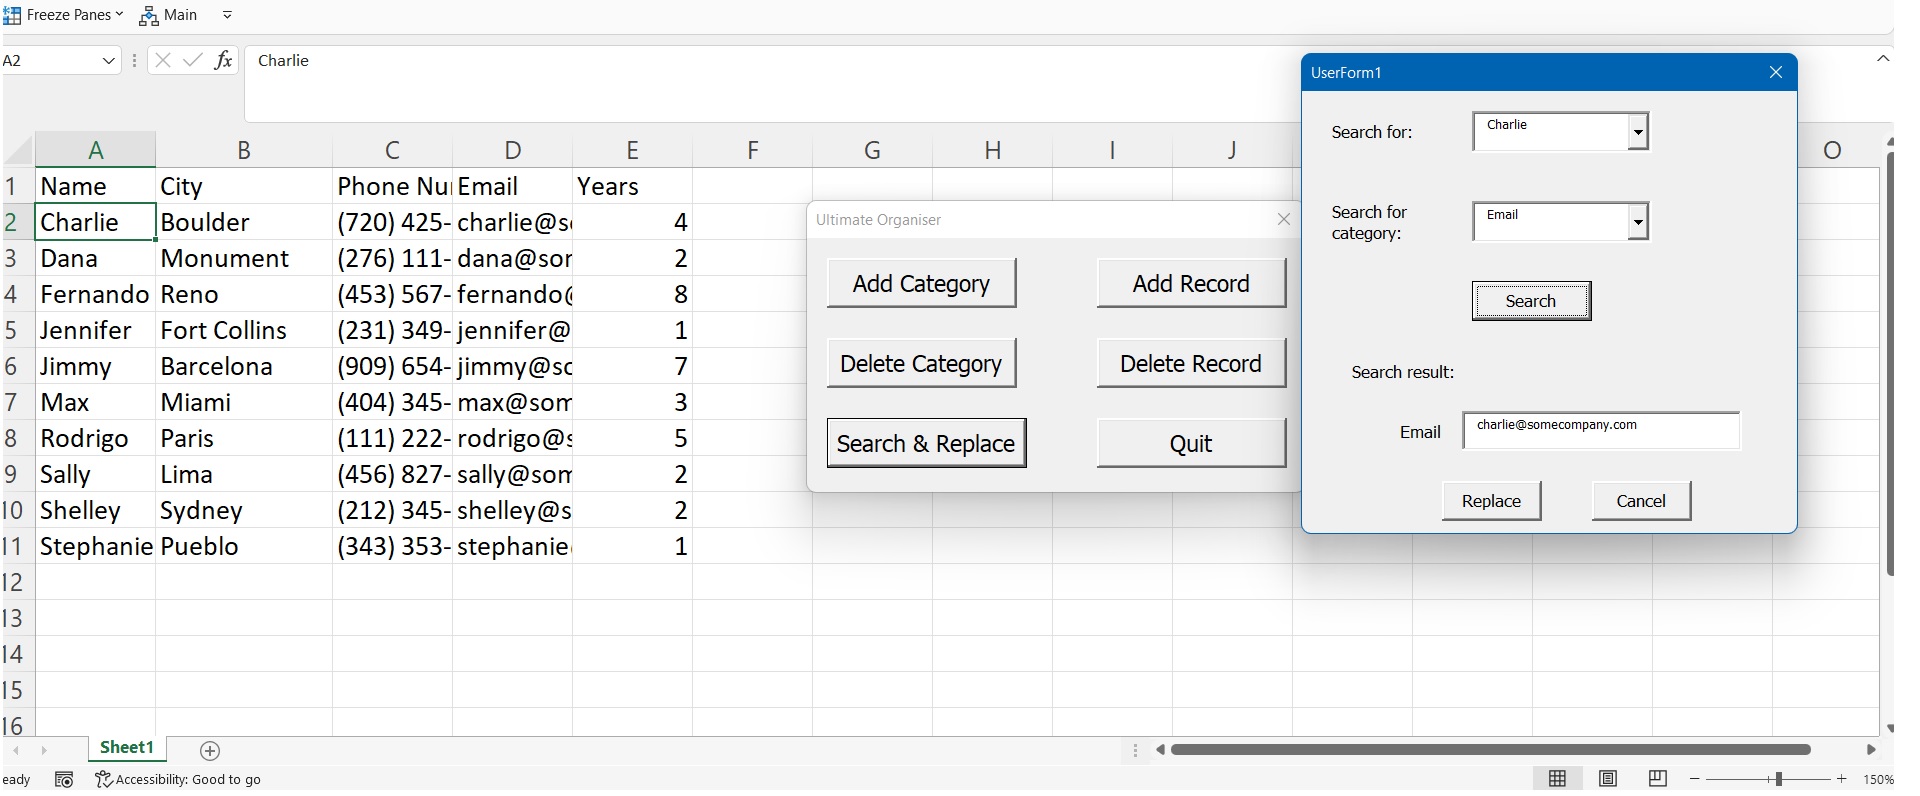 Freeze Panes Main
A2 fx Charlie
A B C D E F G H I J O
1 Name City Phone Nu Email Years
2 Charlie Boulder (720) 425- charlie@s 4
3 Dana Monument (276) 111- dana@sor 2
4 Fernando Reno (453) 567- fernando@ 8
5 Jennifer Fort Collins (231) 349- jennifer@ 1
6 Jimmy Barcelona (909) 654- jimmy@sc 7
7 Max Miami (404) 345- max@som 3
8 Rodrigo Paris (111) 222- rodrigo@s 5
9 Sally Lima (456) 827- sally@som 2
10 Shelley Sydney (212) 345- shelley@s 2
11 Stephanie Pueblo (343) 353- stephanie 1
12
13
14
15
16
Ultimate Organiser
Add Category Add Record
Delete Category Delete Record
Search & Replace Quit
UserForm1
Search for: Charlie
Search for
category: Email
Search
Search result:
Email charlie@somecompany.com
Replace Cancel
Sheet1
eady Accessibility: Good to go 150%